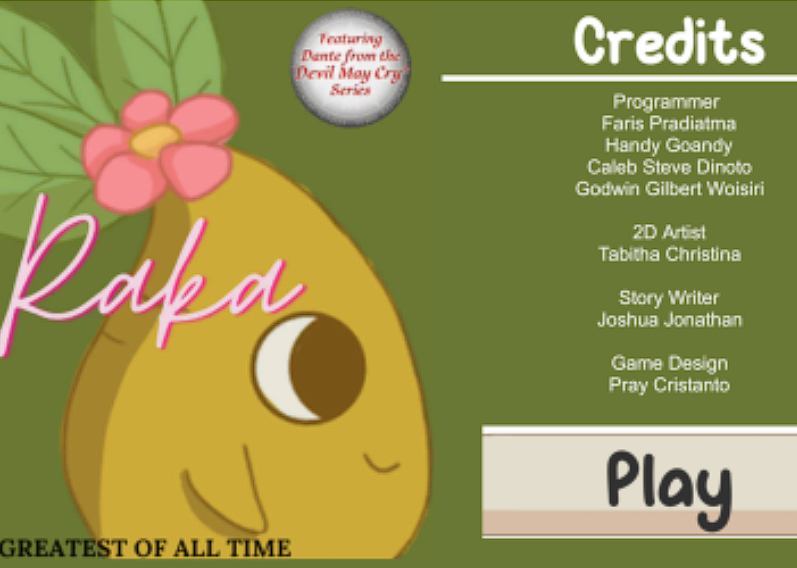 Featuring
Dante from the
Devil May Cry
Series
Raka
GREATEST OF ALL TIME
Credits
Programmer
Faris Pradiatma
Handy Goandy
Caleb Steve Dinoto
Godwin Gilbert Woisiri
2D Artist
Tabitha Christina
Story Writer
Joshua Jonathan
Game Design
Pray Cristanto
Play